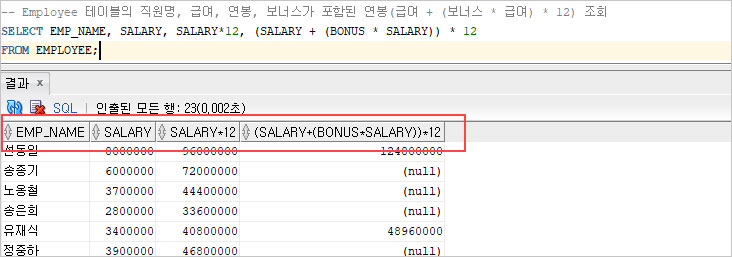 -- Employee 테이블의 직원명, 급여, 연봉, 보너스가 포함된 연봉(급여 + (보너스 * 급여) * 12) 조회
SELECT EMP_NAME, SALARY, SALARY*12, (SALARY + (BONUS * SALARY)) * 12
FROM EMPLOYEE;
결과 x
SQL | 인출된 모든 행: 23(0,002초)
EMP_NAME SALARY SALARY*12 (SALARY+(BONUS*SALARY))*12
선동일 8000000 96000000 124800000
송종기 6000000 72000000 (null)
노옹철 3700000 44400000 (null)
송은희 2800000 33600000 (null)
유재식 3400000 40800000 48960000
정중하 3900000 46800000 (null)